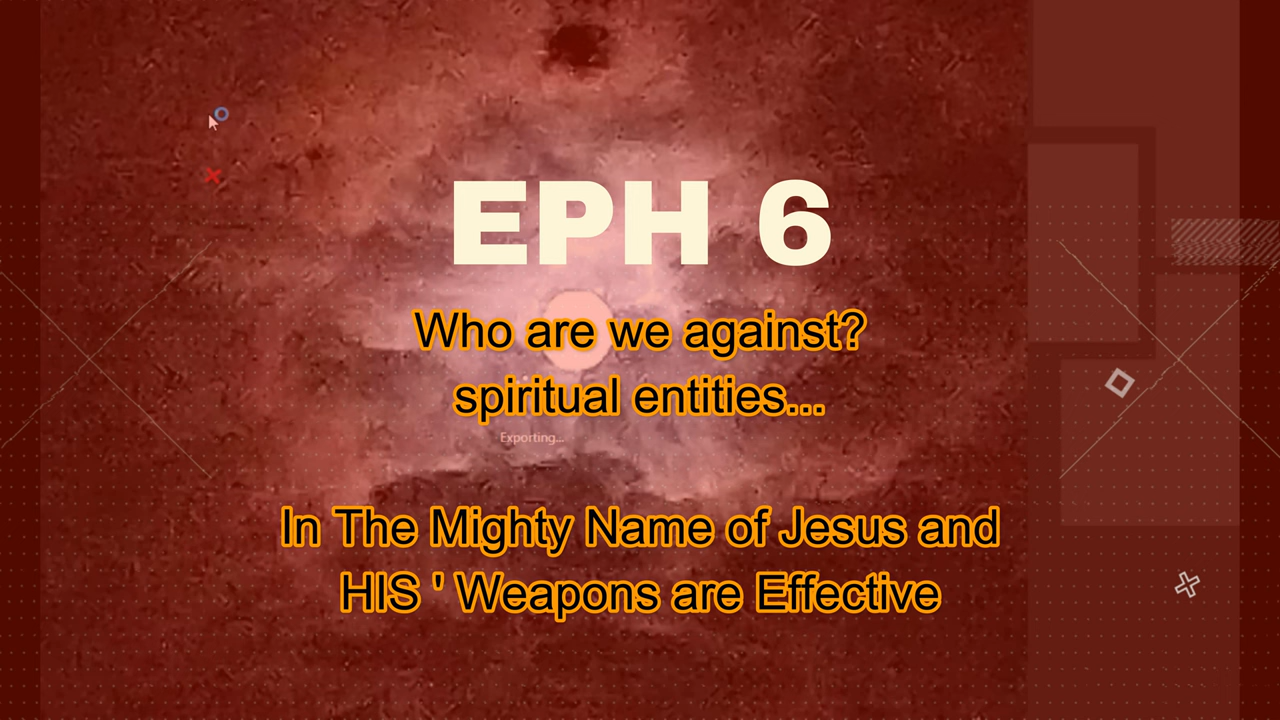 EPH 6
Who are we against?
spiritual entities...
Exporting...
In The Mighty Name of Jesus and
HIS ' Weapons are Effective